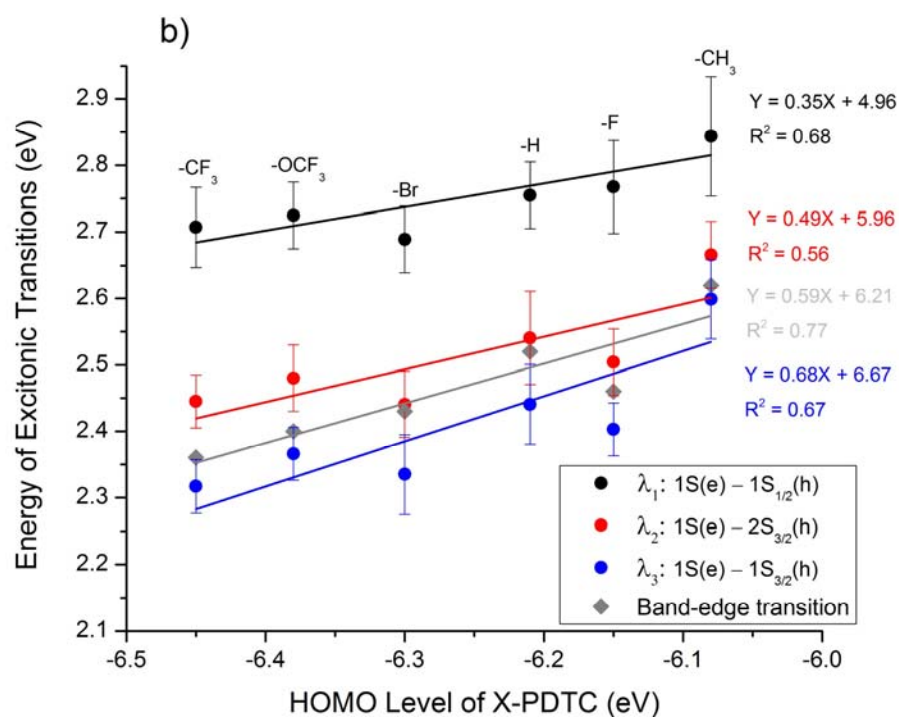 b)
Energy of Excitonic Transitions (eV)
2.9
2.8
2.7
2.6
2.5
2.4
2.3
2.2
2.1
-CF3
-OCF3
-Br
-H
-F
-CH3
Y = 0.35X + 4.96
R² = 0.68
Y = 0.49X + 5.96
R² = 0.56
Y = 0.59X + 6.21
R² = 0.77
Y = 0.68X + 6.67
R² = 0.67
λ1: 1S(e) – 1S1/2(h)
λ2: 1S(e) – 2S3/2(h)
λ3: 1S(e) – 1S3/2(h)
Band-edge transition
-6.5 -6.4 -6.3 -6.2 -6.1 -6.0
HOMO Level of X-PDTC (eV)